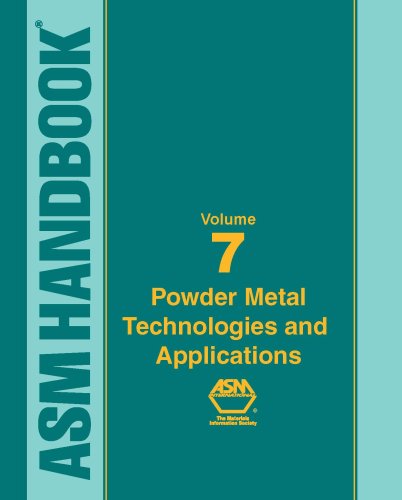 ASM HANDBOOK®
Volume
7
Powder Metal
Technologies and
Applications
ASM
INTERNATIONAL
®
The Materials
Information Society